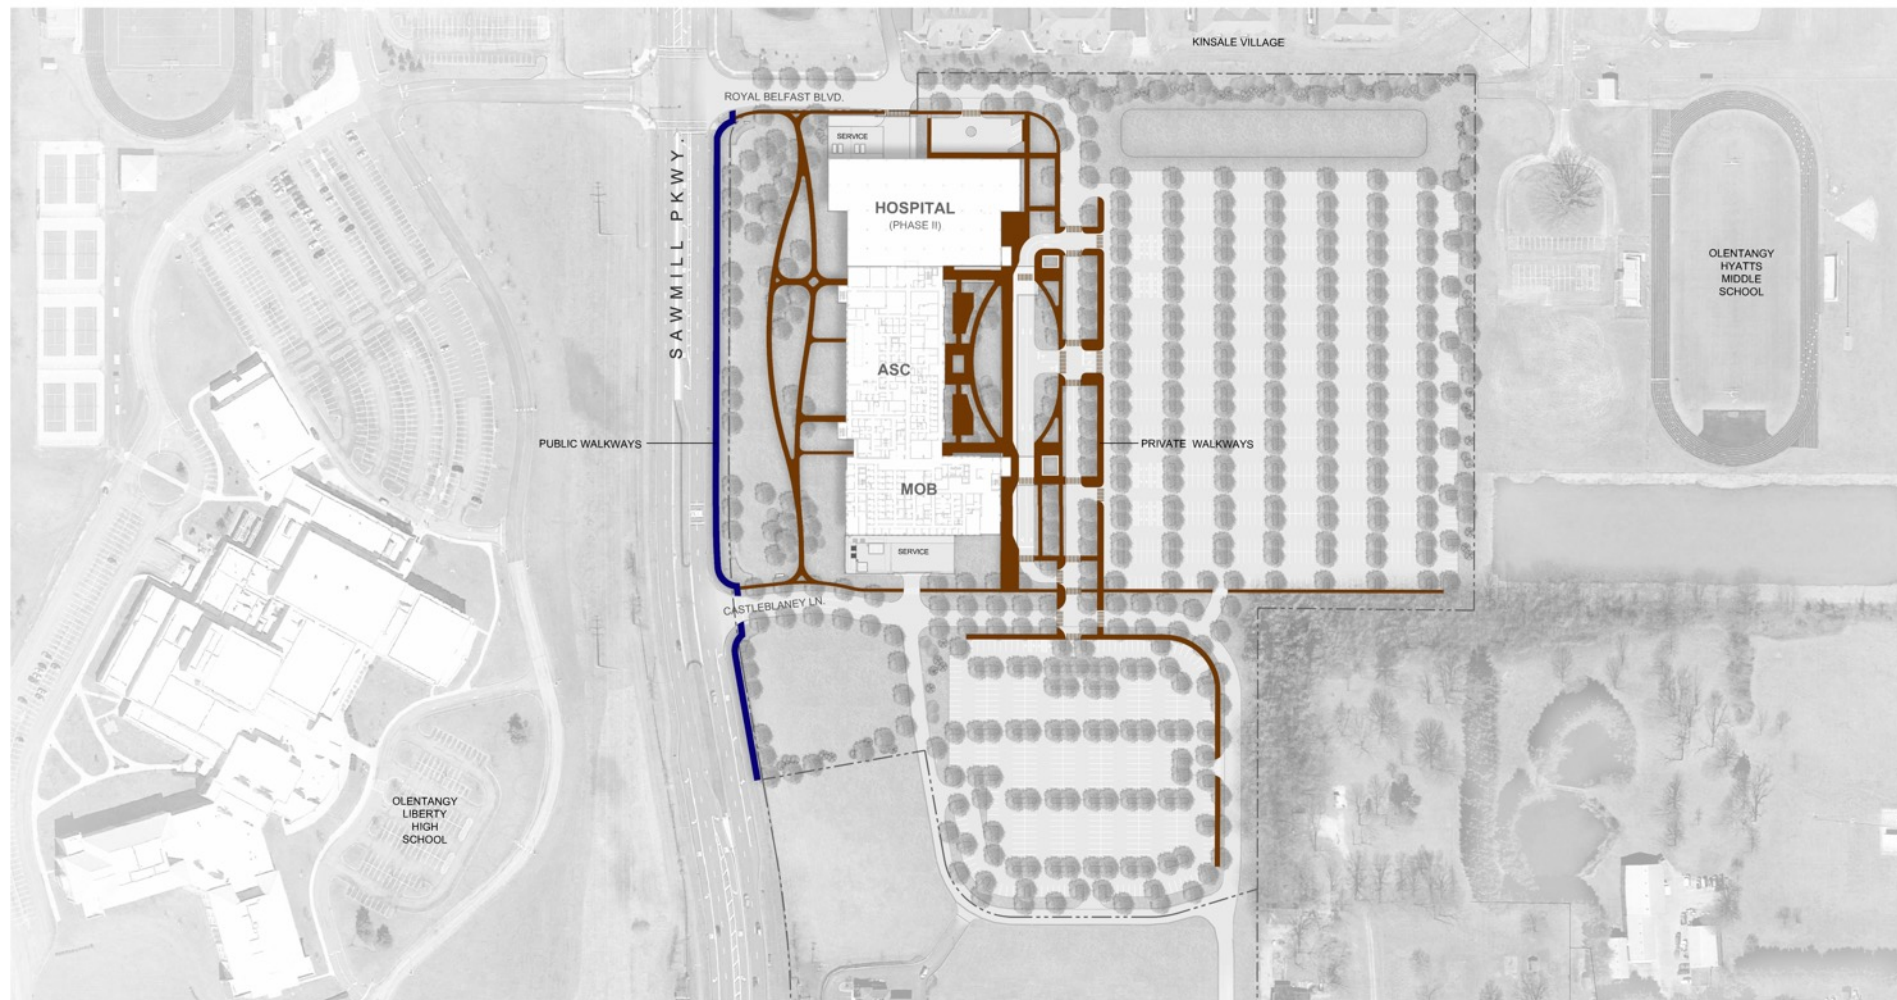 KINSALE VILLAGE
ROYAL BELFAST BLVD.
SERVICE
SAWMILL PKWY.
HOSPITAL
(PHASE II)
OLENTANGY
HYATTS
MIDDLE
SCHOOL
ASC
PUBLIC WALKWAYS
PRIVATE WALKWAYS
MOB
SERVICE
CASTLEBLANEY LN.
OLENTANGY
LIBERTY
HIGH
SCHOOL